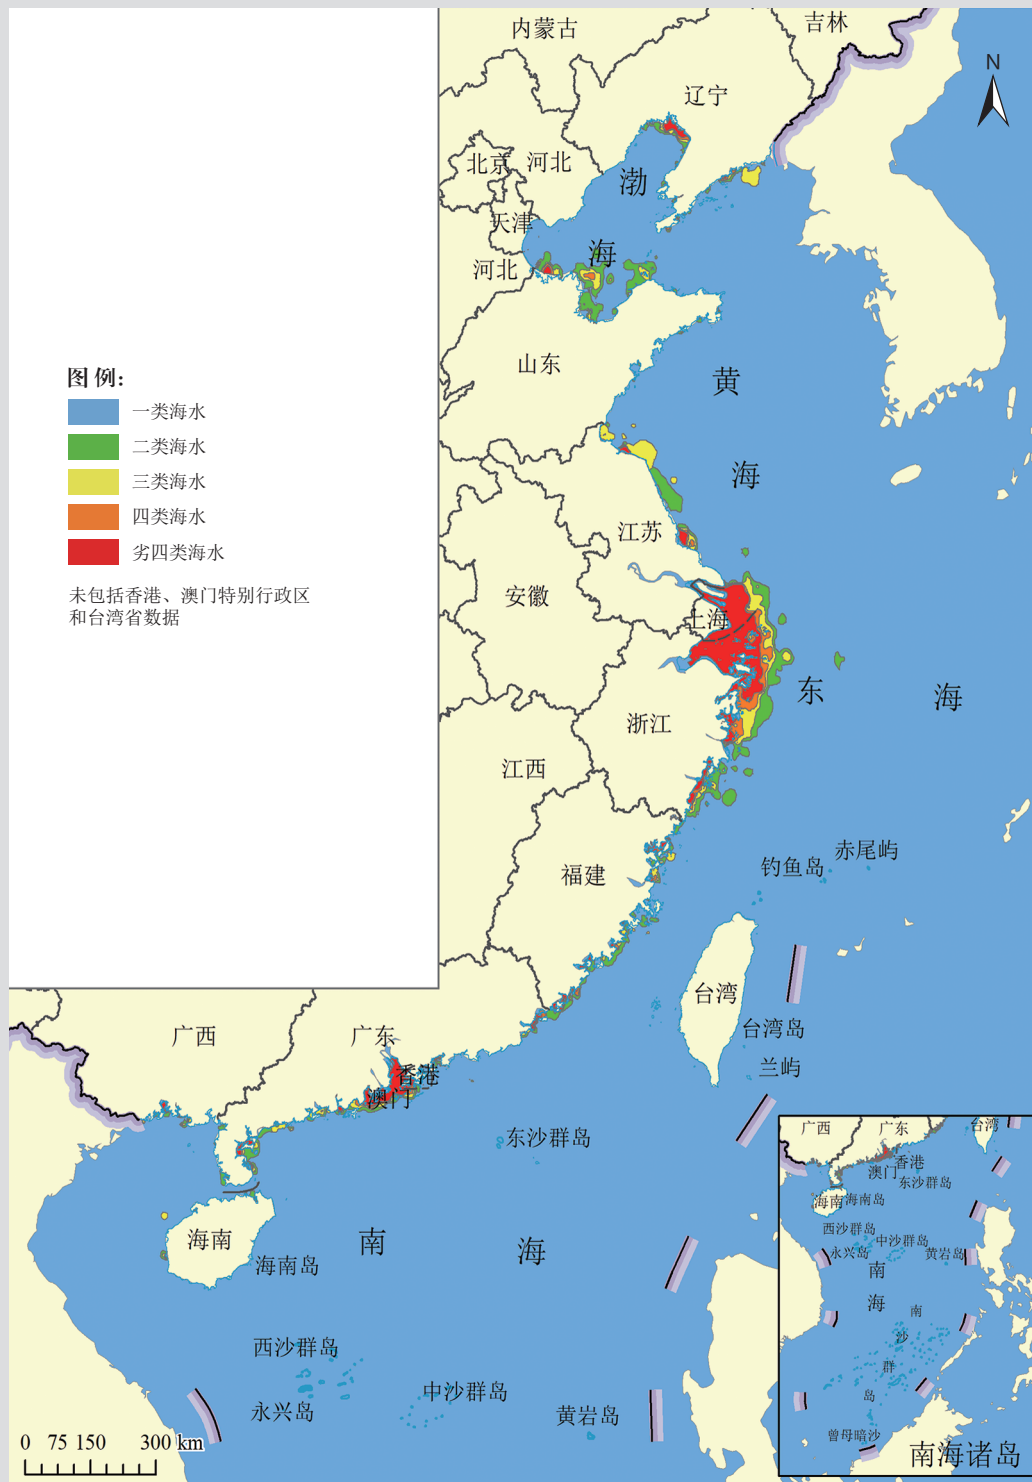 内蒙古
吉林
N
辽宁
北京
河北
渤
天津
海
河北
山东
黄
图例:
一类海水
二类海水
三类海水
四类海水
劣四类海水
未包括香港、澳门特别行政区
和台湾省数据
海
江苏
安徽
上海
东
海
浙江
江西
福建
钓鱼岛
赤尾屿
台湾
台湾岛
兰屿
广西
广东
香港
澳门
东沙群岛
海南
海南岛
南
海
西沙群岛
永兴岛
中沙群岛
黄岩岛
0 75 150 300 km
广西
广东
台湾
香港
澳门
东沙群岛
海南
海南岛
西沙群岛
中沙群岛
永兴岛
黄岩岛
南
海
南
沙
群
岛
曾母暗沙
南海诸岛